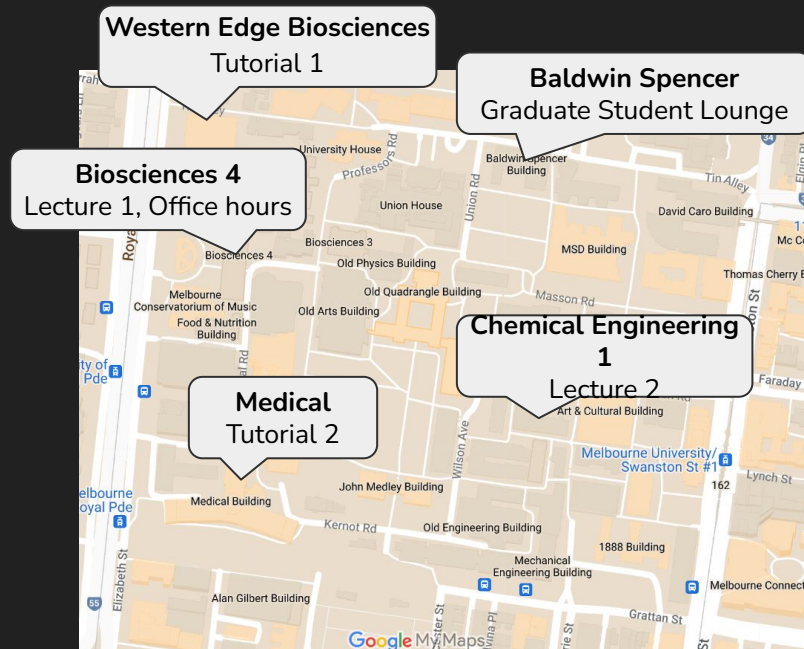 Western Edge Biosciences
Tutorial 1
Baldwin Spencer
Graduate Student Lounge
University House
Professors Rd
Baldwin Spencer
Building
Tin Alley
Biosciences 4
Lecture 1, Office hours
Union House
Union Rd
David Caro Building
Biosciences 3
Biosciences 4
Old Physics Building
MSD Building
Thomas Cherry B
Melbourne
Conservatorium of Music
Old Quadrangle Building
Masson Rd
Food & Nutrition
Building
Old Arts Building
Chemical Engineering
1
Lecture 2
Faraday
Pde
Medical
Tutorial 2
Art & Cultural Building
Wilson Ave
Melbourne University/
Swanston St #1
162
Lynch St
John Medley Building
elbourne
oyal Pde
Medical Building
Kernot Rd
Old Engineering Building
1888 Building
Mechanical
Engineering Building
Melbourne Connect
Elizabeth St
55
Alan Gilbert Building
Grattan St
Google My Maps